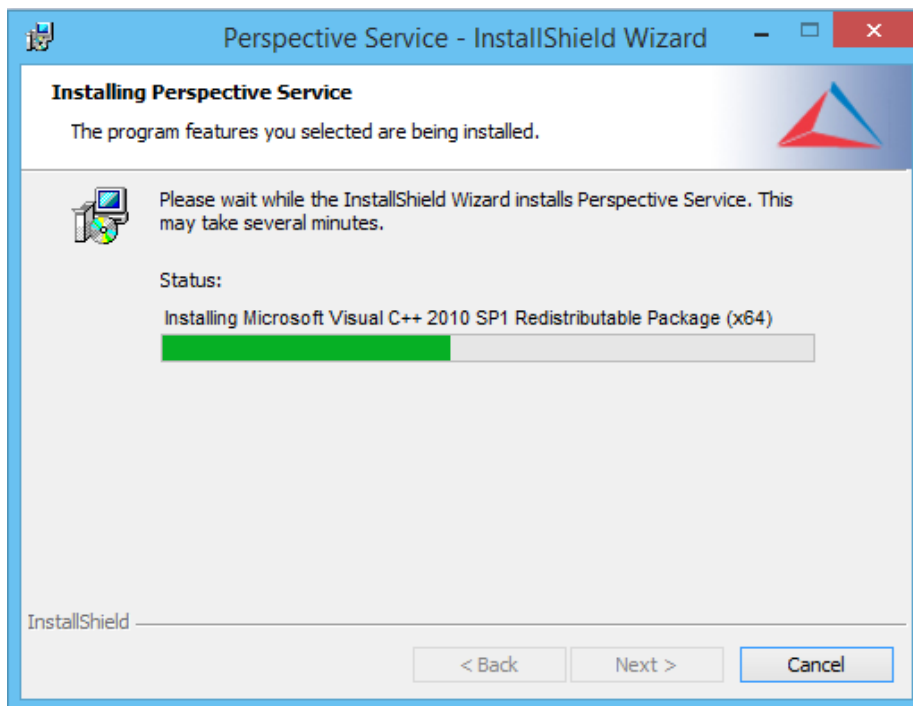 Perspective Service - InstallShield Wizard
Installing Perspective Service
The program features you selected are being installed.
Please wait while the InstallShield Wizard installs Perspective Service. This
may take several minutes.
Status:
Installing Microsoft Visual C++ 2010 SP1 Redistributable Package (x64)
InstallShield
< Back Next > Cancel